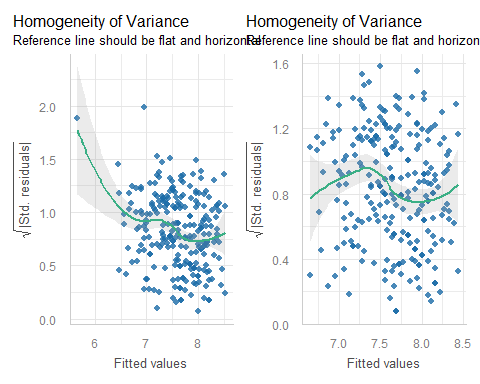 Homogeneity of Variance
Reference line should be flat and horizontal
√|Std. residuals|
2.0
1.5
1.0
0.5
0.0
6
7
8
Fitted values
Homogeneity of Variance
Reference line should be flat and horizon
√|Std. residuals|
1.6
1.2
0.8
0.4
0.0
7.0
7.5
8.0
8.5
Fitted values